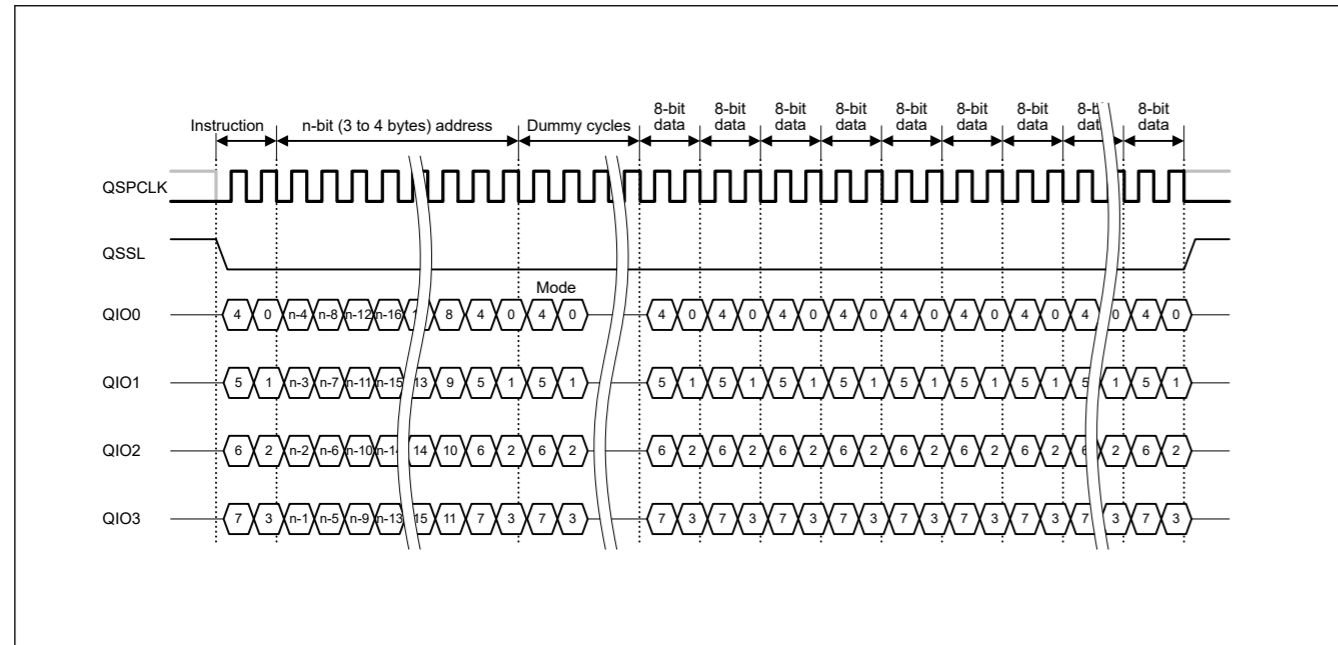 8-bit 8-bit 8-bit 8-bit 8-bit 8-bit 8-bit 8-bit 8-bit
Instruction n-bit (3 to 4 bytes) address Dummy cycles data data data data data data data data data
QSPCLK
QSSL
Mode
QIO0 4 0 n-4 n-8 n-12 n-16 8 4 0 4 0 4 0 4 0 4 0 4 0 4 0 4 0 4 0 4 0 4 0
QIO1 5 1 n-3 n-7 n-11 n-15 13 9 5 1 5 1 5 1 5 1 5 1 5 1 5 1 5 1 5 1 5 1 5 1
QIO2 6 2 n-2 n-6 n-10 n-14 14 10 6 2 6 2 6 2 6 2 6 2 6 2 6 2 6 2 6 2 6 2 6 2
QIO3 7 3 n-1 n-5 n-9 n-13 15 11 7 3 7 3 7 3 7 3 7 3 7 3 7 3 7 3 7 3 7 3 7 3